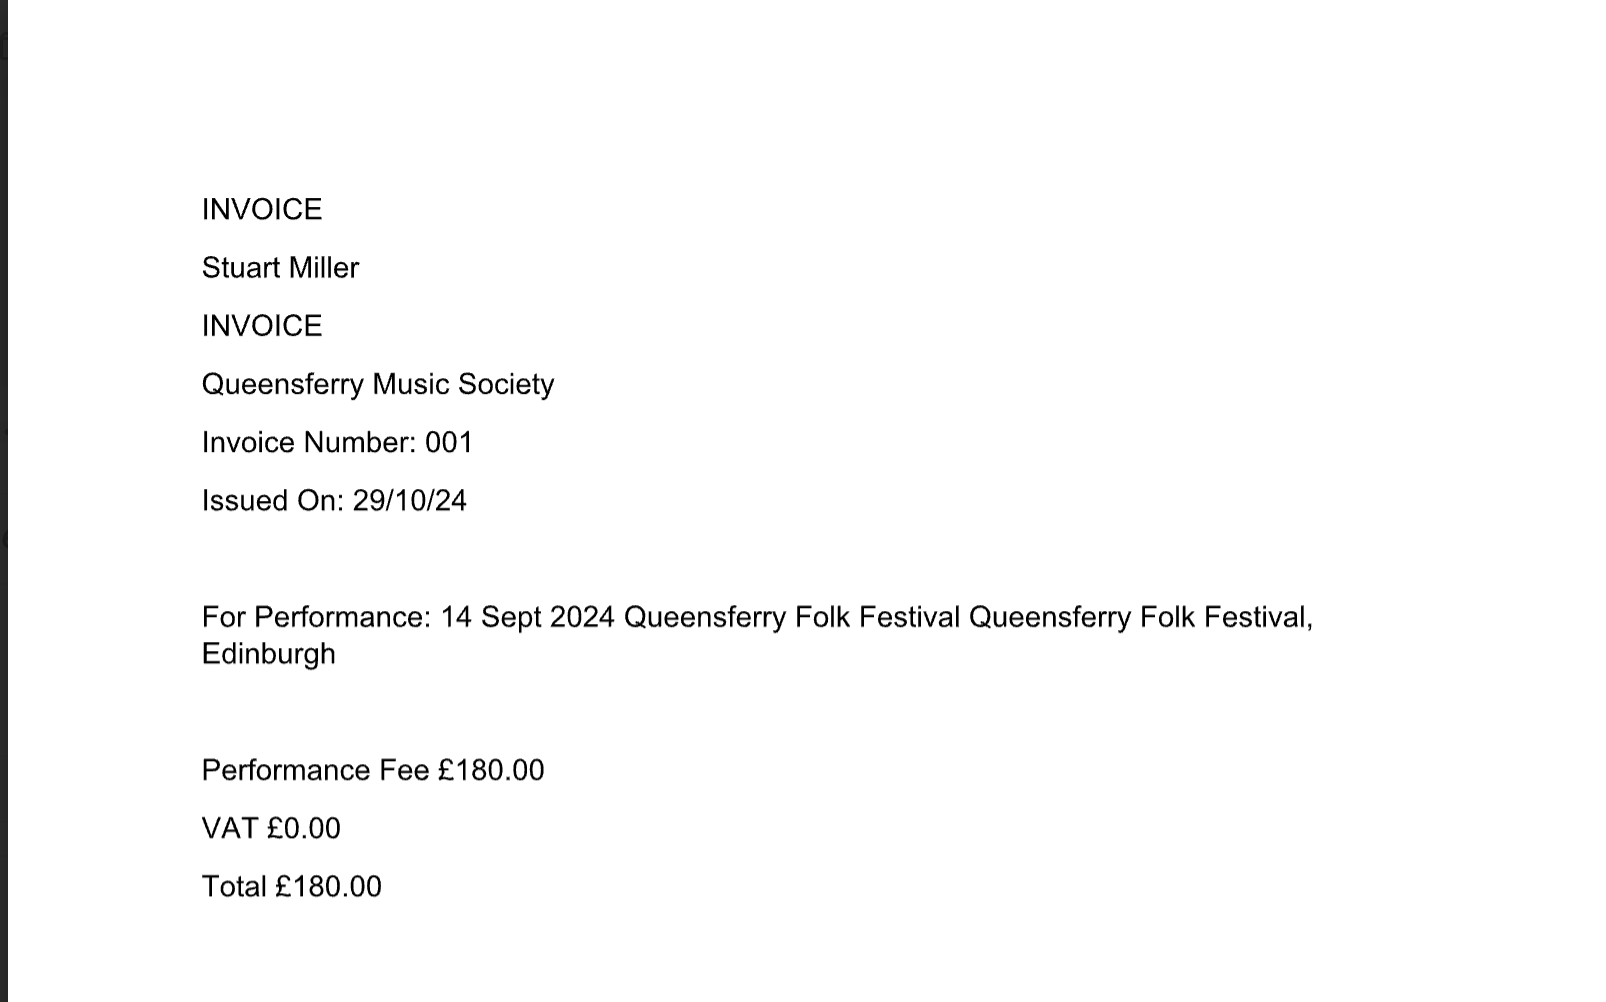 INVOICE
Stuart Miller
INVOICE
Queensferry Music Society
Invoice Number: 001
Issued On: 29/10/24
For Performance: 14 Sept 2024 Queensferry Folk Festival Queensferry Folk Festival,
Edinburgh
Performance Fee £180.00
VAT £0.00
Total £180.00